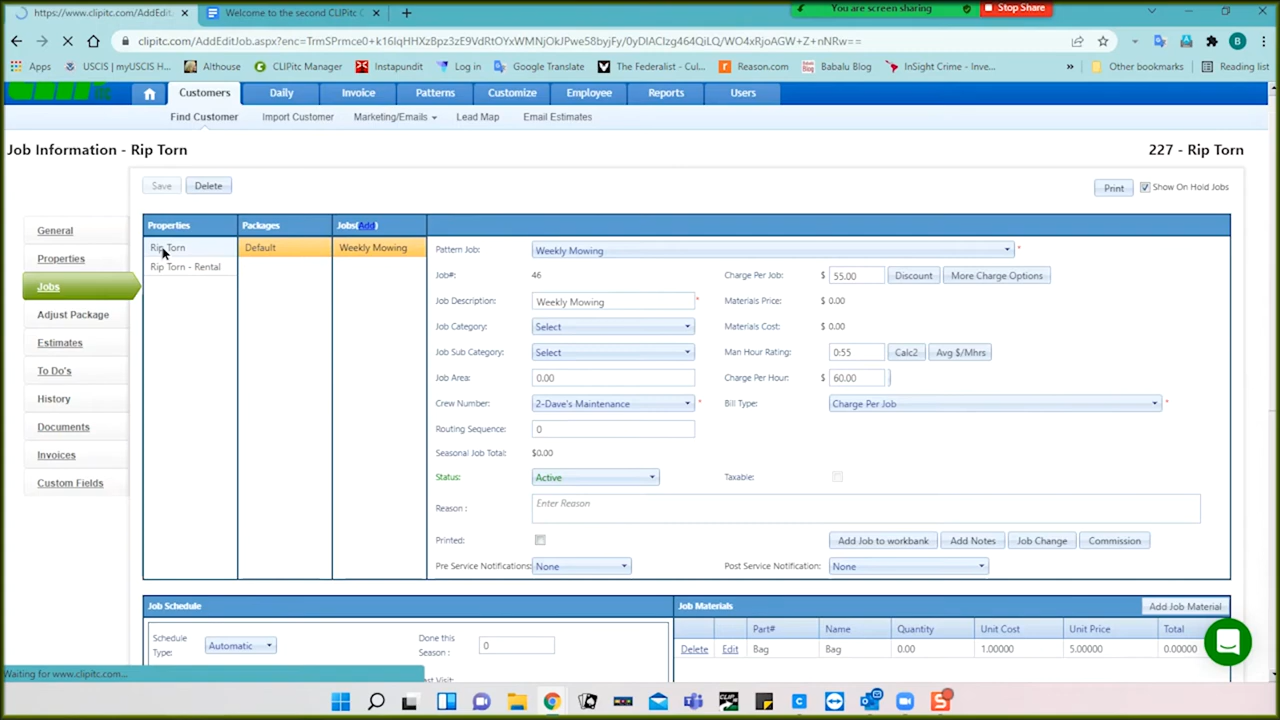 https://www.clipitc.com/AddEdit
Welcome to the second CLIPitc C
You are screen sharing
Stop Share
clipitc.com/AddEditJob.aspx?enc=TrmSPrmce0+k16lqHHXzBpz3zE9VdRtOYxWMNjOkJPwe58byjFy/0yDIACIzg464QiLQ/WO4xRjoAGW+Z+nNRw==
Apps
USCIS | myUSCIS H...
Althouse
CLIPitc Manager
Instapundit
Log in
Google Translate
The Federalist - Cul...
Reason.com
Babalu Blog
InSight Crime - Inve...
»
Other bookmarks
Reading list
Customers
Daily
Invoice
Patterns
Customize
Employee
Reports
Users
Find Customer
Import Customer
Marketing/Emails
Lead Map
Email Estimates
Job Information - Rip Torn
227 - Rip Torn
Save
Delete
Print
Show On Hold Jobs
General
Properties
Jobs
Adjust Package
Estimates
To Do's
History
Documents
Invoices
Custom Fields
Properties
Packages
Jobs(Add)
Rip Torn
Default
Weekly Mowing
Rip Torn - Rental
Pattern Job:
Weekly Mowing
*
Job#:
46
Charge Per Job:
$ 55.00
Discount
More Charge Options
Job Description:
Weekly Mowing
*
Materials Price:
$ 0.00
Job Category:
Select
Materials Cost:
$ 0.00
Job Sub Category:
Select
Man Hour Rating:
0:55
Calc2
Avg $/Mhrs
Job Area:
0.00
Charge Per Hour:
$ 60.00
Crew Number:
2-Dave's Maintenance
*
Bill Type:
Charge Per Job
*
Routing Sequence:
0
Seasonal Job Total:
$0.00
Status:
Active
Taxable:
Reason :
Enter Reason
Printed:
Add Job to workbank
Add Notes
Job Change
Commission
Pre Service Notifications:
None
Post Service Notification:
None
Job Schedule
Schedule Type:
Automatic
Done this Season :
0
Job Materials
Add Job Material
Part#
Name
Quantity
Unit Cost
Unit Price
Total
Delete
Edit
Bag
Bag
0.00
1.00000
5.00000
0.00000
Waiting for www.clipitc.com...